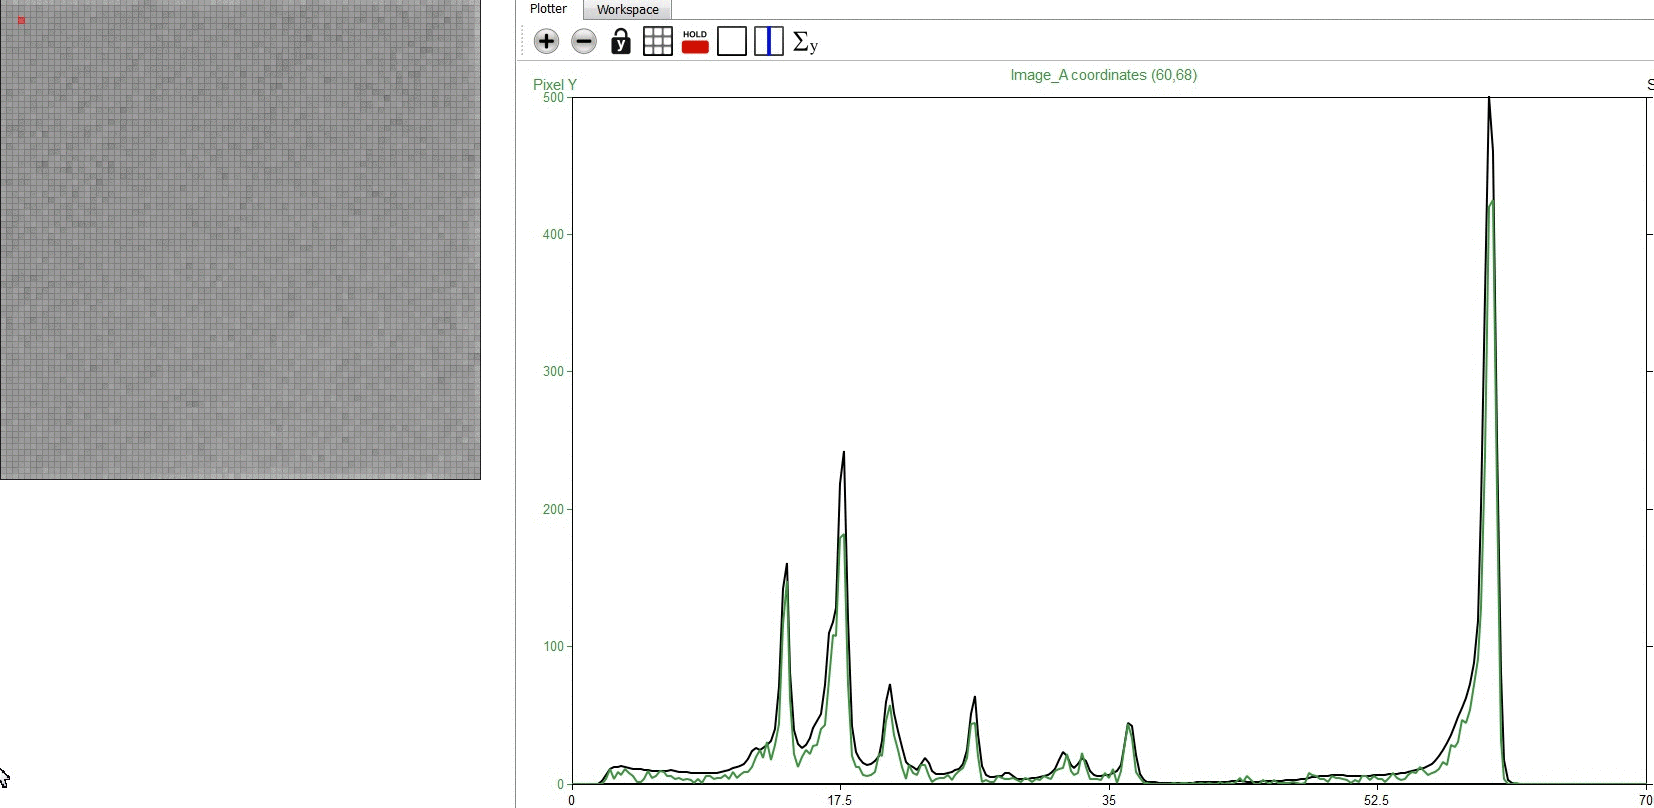 Plotter Workspace
y HOLD Σy
Image_A coordinates (60,68)
Pixel Y S
500
400
300
200
100
0
0 17.5 35 52.5 70